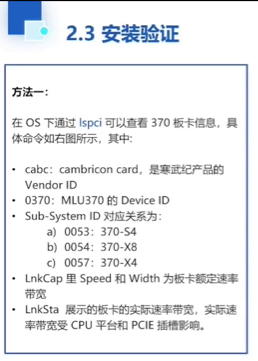 2.3 安装验证
方法一：
在 OS 下通过 lspci 可以查看 370 板卡信息，具
体命令如右图所示，其中:
• cabc：cambricon card，是寒武纪产品的
Vendor ID
• 0370：MLU370 的 Device ID
• Sub-System ID 对应关系为：
a) 0053：370-S4
b) 0054：370-X8
c) 0057：370-X4
• LnkCap 里 Speed 和 Width 为板卡额定速率
带宽
• LnkSta 展示的板卡的实际速率带宽，实际速
率带宽受 CPU 平台和 PCIE 插槽影响。